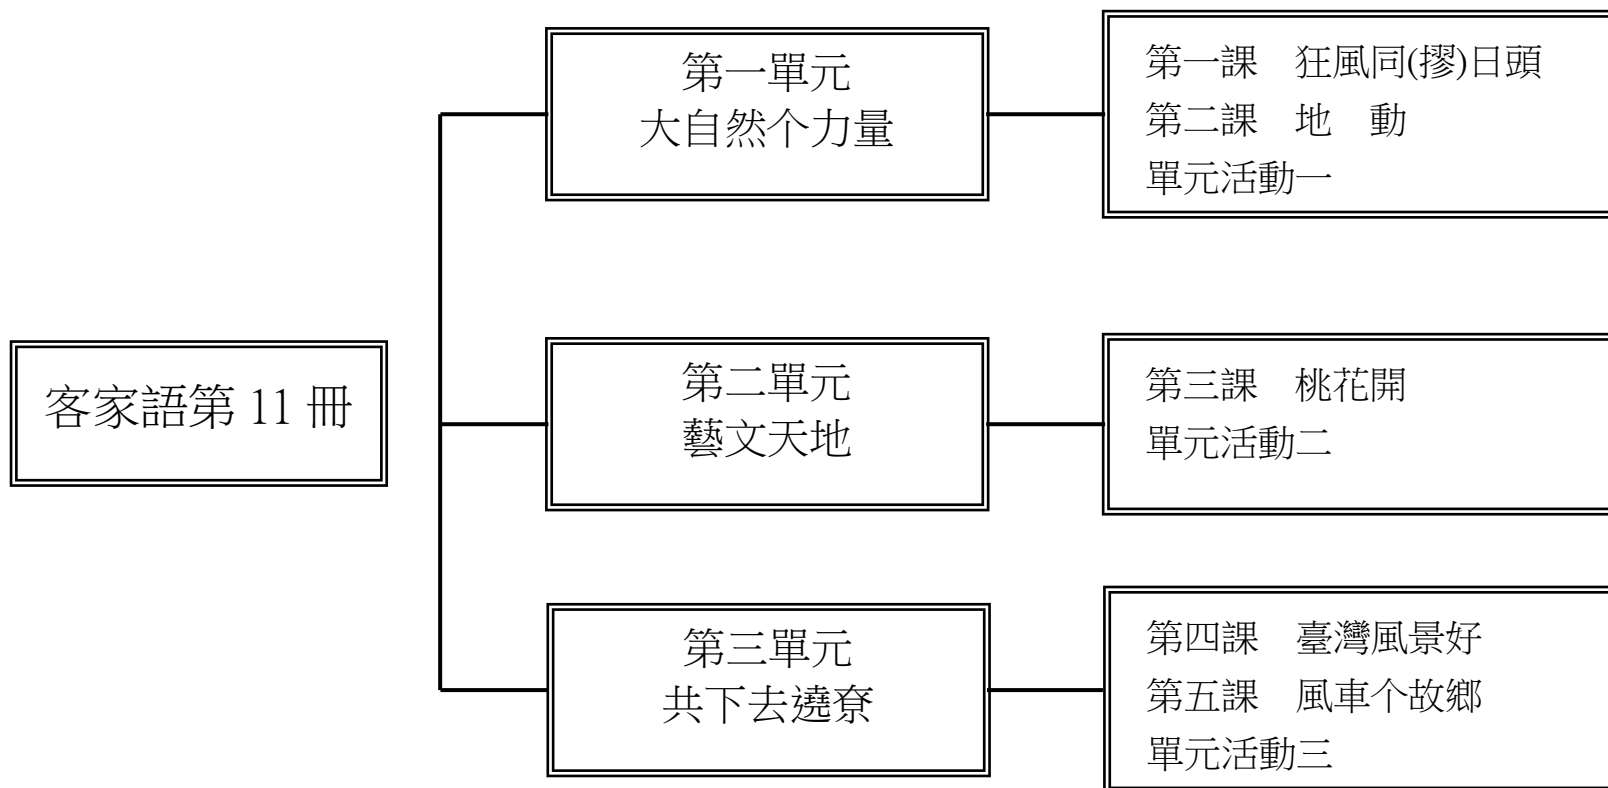 客家語第 11 冊
第一單元
大自然个力量
第一課　狂風同(摎)日頭
第二課　地　動
單元活動一
第二單元
藝文天地
第三課　桃花開
單元活動二
第三單元
共下去遶尞
第四課　臺灣風景好
第五課　風車个故鄉
單元活動三